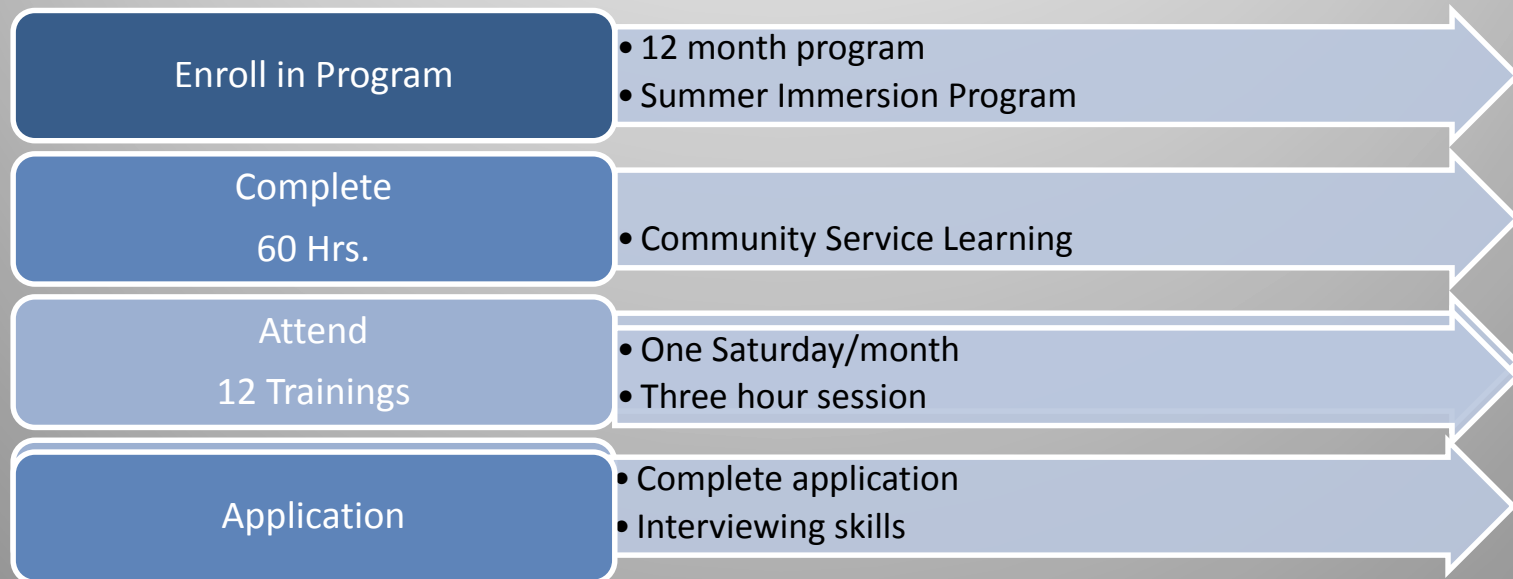 Enroll in Program
• 12 month program
• Summer Immersion Program
Complete
60 Hrs.
• Community Service Learning
Attend
12 Trainings
• One Saturday/month
• Three hour session
Application
• Complete application
• Interviewing skills